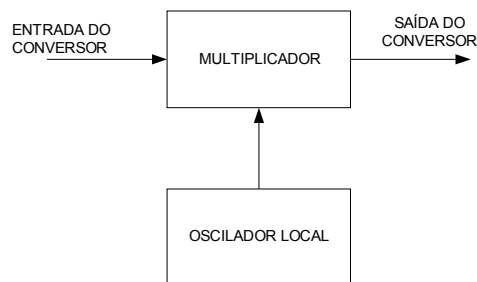 ENTRADA DO
CONVERSOR
MULTIPLICADOR
SAÍDA DO
CONVERSOR
OSCILADOR LOCAL